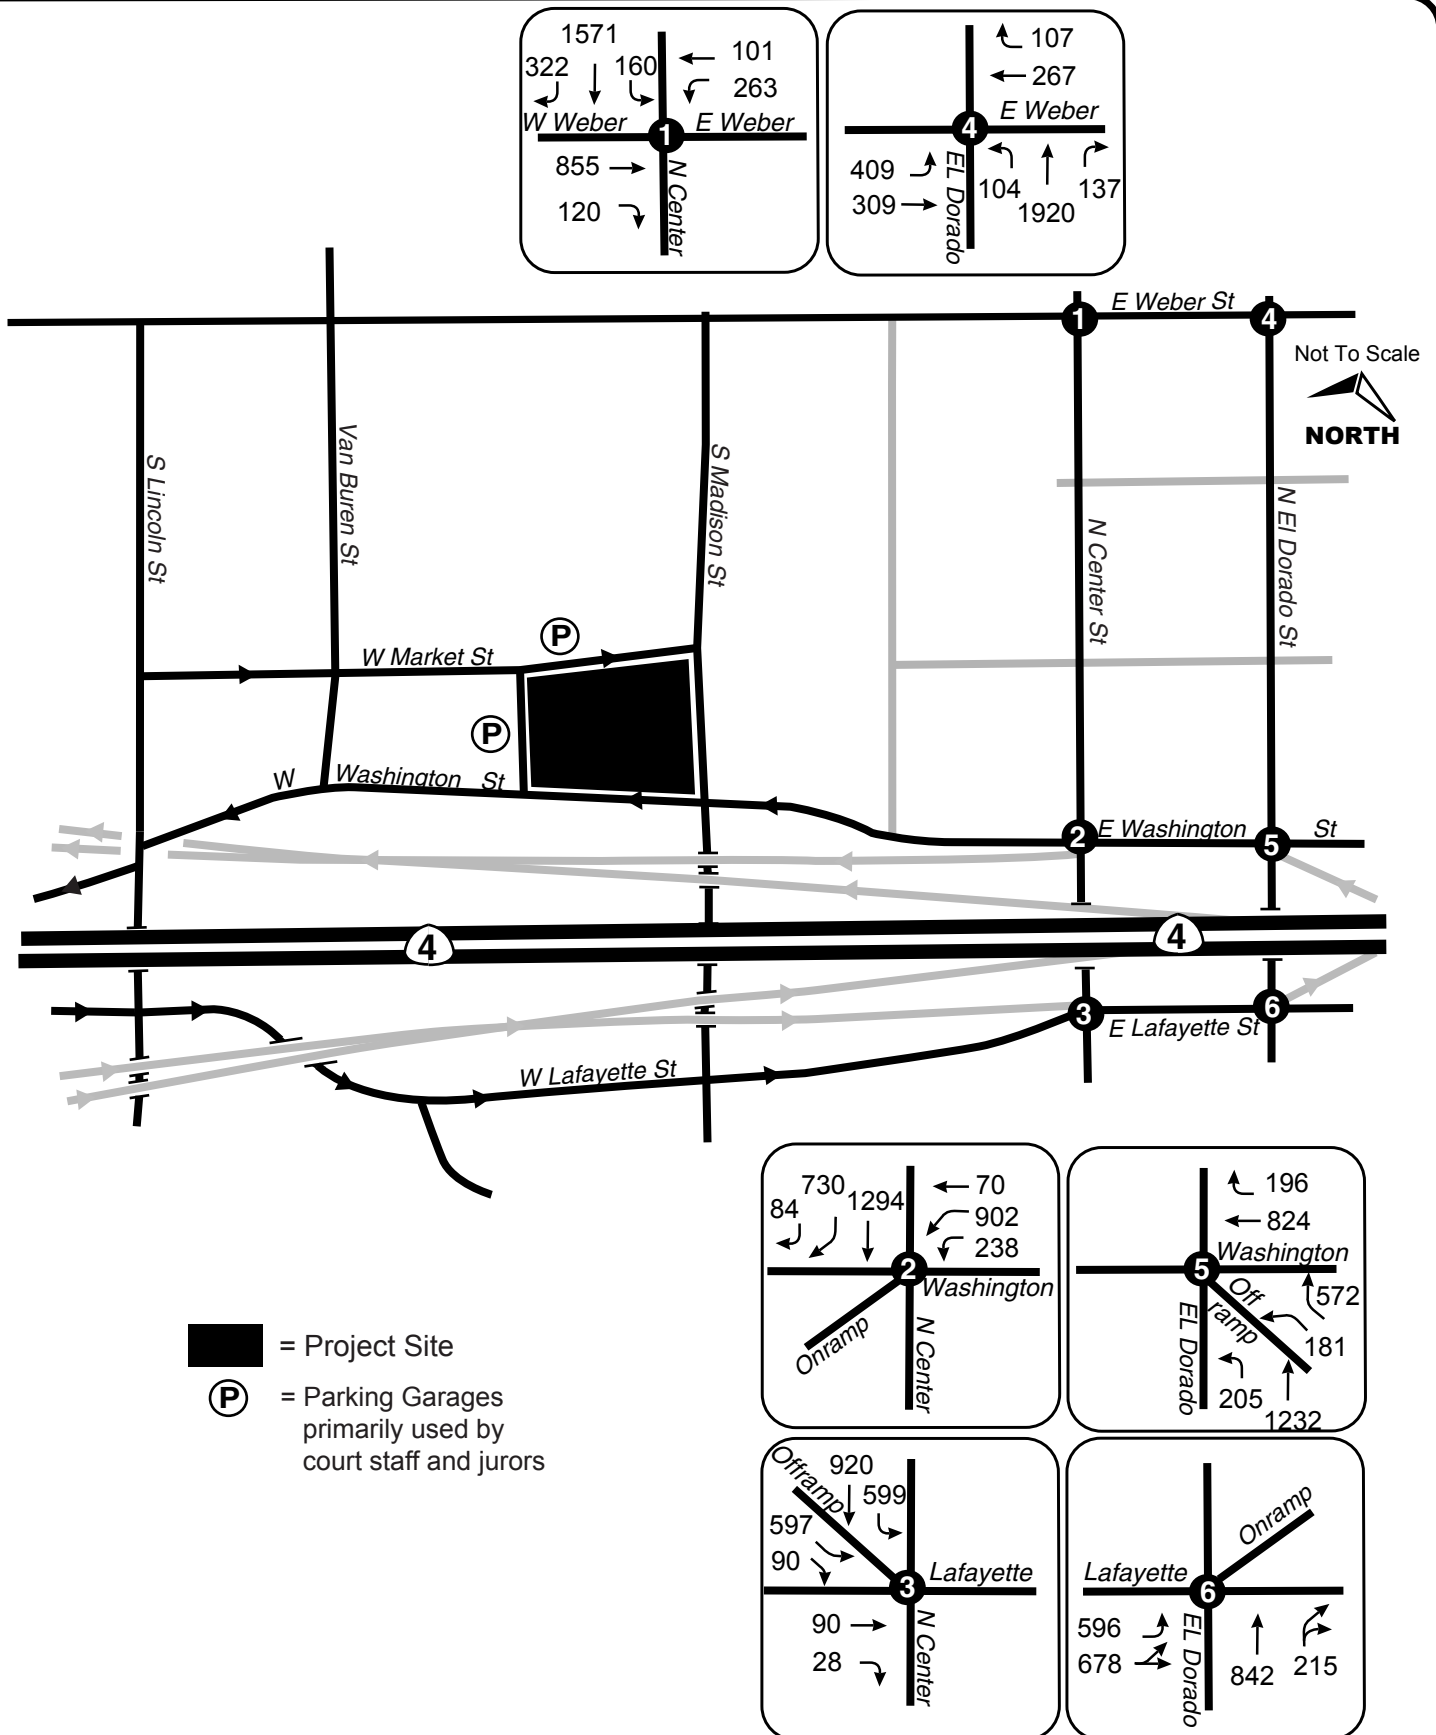 1571
322
160
101
263
W Weber
E Weber
1
855
120
N Center
107
267
E Weber
4
409
309
EL Dorado
104
1920
137
E Weber St
1
4
Not To Scale
NORTH
S Lincoln St
Van Buren St
S Madison St
N Center St
N El Dorado St
P
W Market St
P
W Washington St
2
E Washington St
5
4
4
3
6
E Lafayette St
W Lafayette St
730
84
1294
70
902
238
2
Washington
Onramp
N Center
196
824
Washington
5
Off ramp
572
181
EL Dorado
205
1232
= Project Site
P = Parking Garages
primarily used by
court staff and jurors
Offramp
920
599
597
90
3
Lafayette
90
28
N Center
Onramp
Lafayette
6
596
678
EL Dorado
842
215